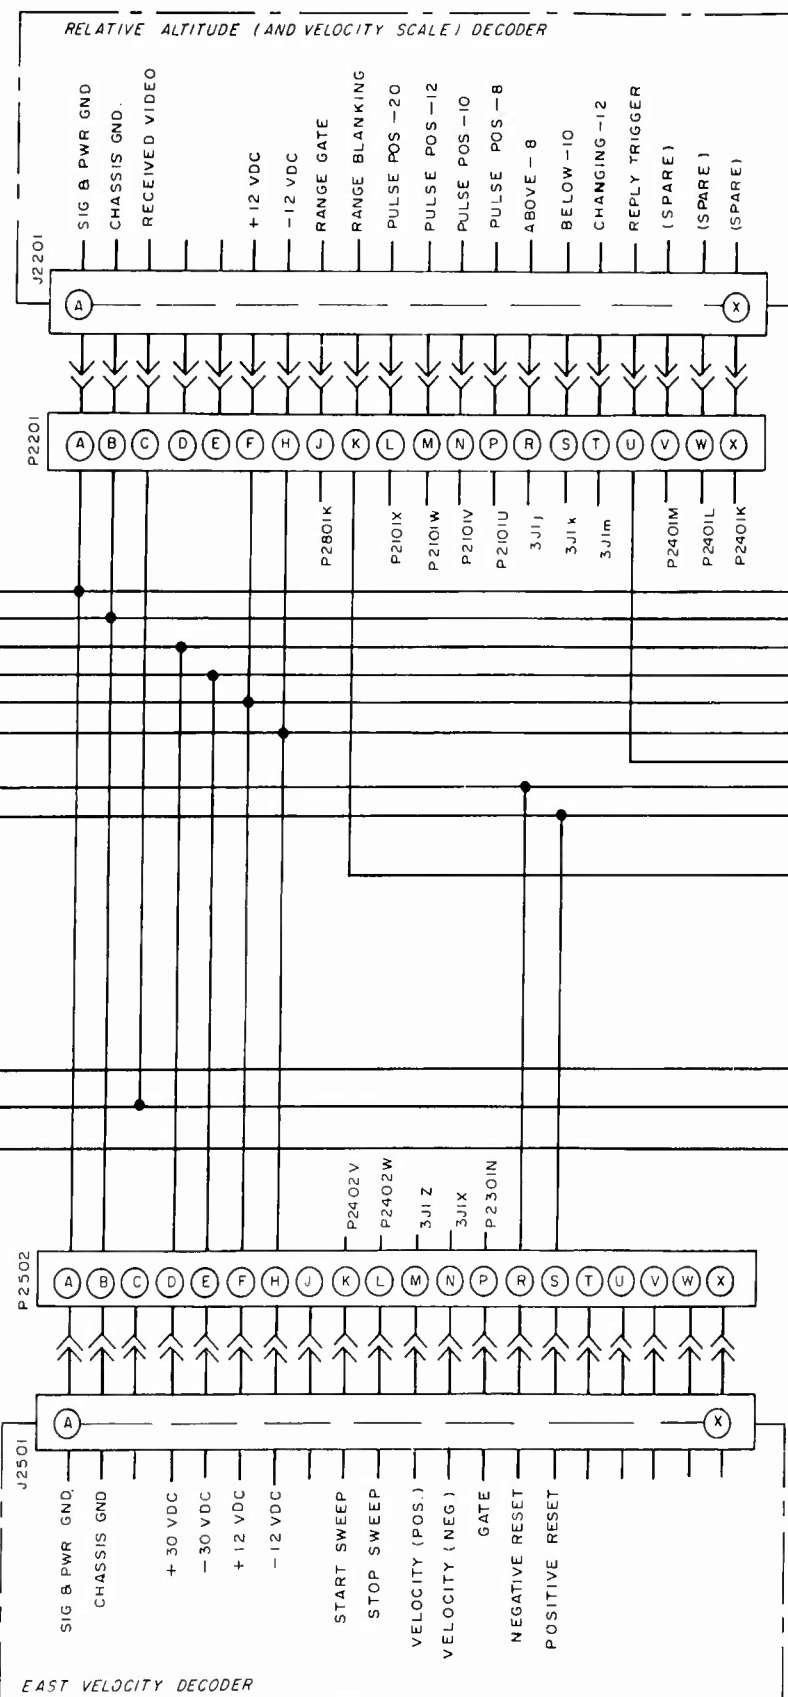 RELATIVE ALTITUDE (AND VELOCITY SCALE) DECODER
SIG & PWR GND
CHASSIS GND.
RECEIVED VIDEO
+12 VDC
-12 VDC
RANGE GATE
RANGE BLANKING
PULSE POS-20
PULSE POS-12
PULSE POS-10
PULSE POS-8
ABOVE-8
BELOW-10
CHANGING-12
REPLY TRIGGER
(SPARE)
(SPARE)
(SPARE)
J2201
A X
P2201
A B C D E F H J K L M N P R S T U V W X
P2801K
P2101X
P2101W
P2101V
P2101U
3J1j
3J1k
3J1m
P2401M
P2401L
P2401K
P2402V
P2402W
3J1Z
3J1X
P2301N
P2502
A B C D E F H J K L M N P R S T U V W X
A X
J2501
SIG & PWR GND.
CHASSIS GND
+30 VDC
-30 VDC
+12 VDC
-12 VDC
START SWEEP
STOP SWEEP
VELOCITY (POS.)
VELOCITY (NEG.)
GATE
NEGATIVE RESET
POSITIVE RESET
EAST VELOCITY DECODER